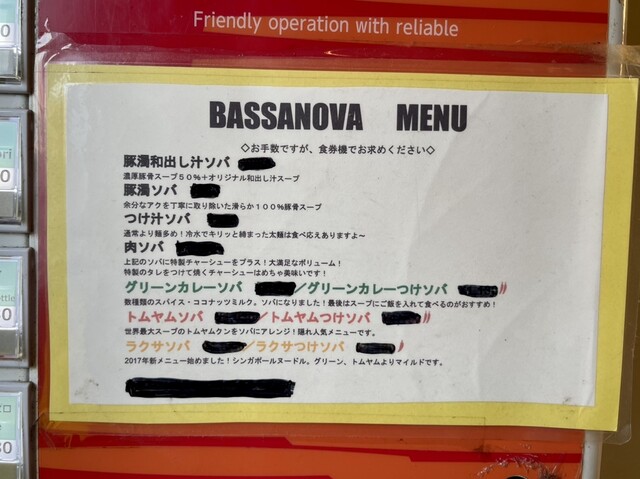 Friendly operation with reliable
BASSANOVA MENU
◇お手数ですが、食券機でお求めください◇
豚濁和出し汁ソバ
濃厚豚骨スープ50%+オリジナル和出し汁スープ
豚濁ソバ
余分なアクを丁寧に取り除いた滑らか100%豚骨スープ
つけ汁ソバ
通常より麺多め!冷水でキリッと締まった太麺は食べ応えありますよ~
肉ソバ
上記のソバに特製チャーシューをプラス!大満足なボリューム!
特製のタレをつけて焼くチャーシューはめちゃ美味いです!
グリーンカレーソバ /グリーンカレーつけソバ
数種類のスパイス・ココナッツミルク。ソバになりました!最後はスープにご飯を入れて食べるのがおすすめ!
トムヤムソバ /トムヤムつけソバ
世界最大スープのトムヤムクンをソバにアレンジ!隠れ人気メニューです。
ラクサソバ /ラクサつけソバ
2017年新メニュー始めました!シンガポールヌードル。グリーン、トムヤムよりマイルドです。